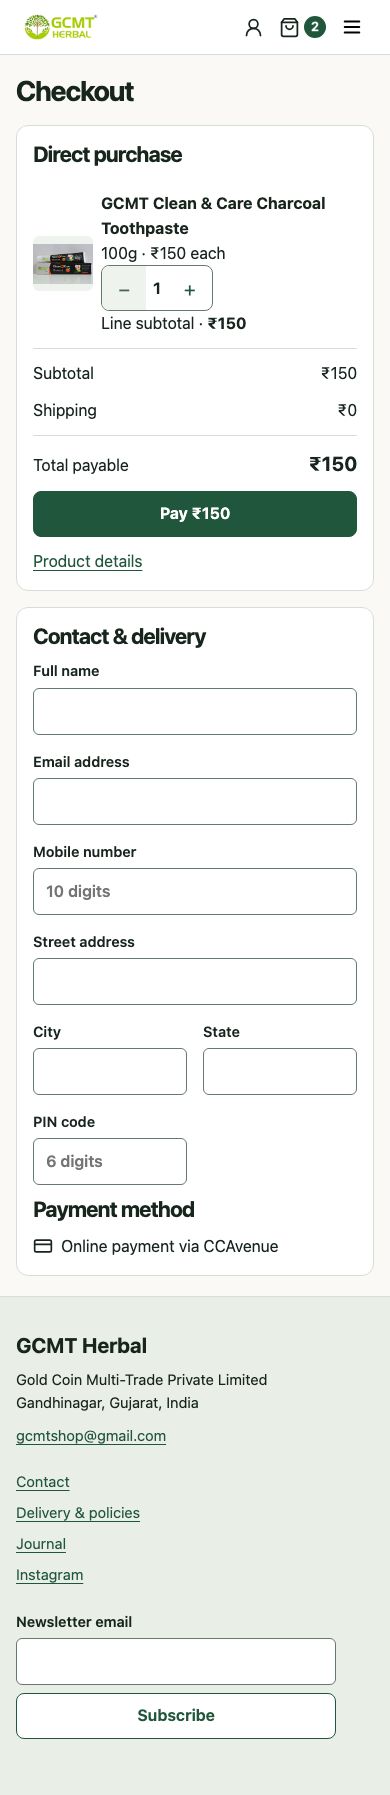 GCMT
HERBAL
2
Checkout
Direct purchase
GCMT Clean & Care Charcoal
Toothpaste
100g · ₹150 each
− 1 +
Line subtotal · ₹150
Subtotal ₹150
Shipping ₹0
Total payable ₹150
Pay ₹150
Product details
Contact & delivery
Full name
Email address
Mobile number
10 digits
Street address
City State
PIN code
6 digits
Payment method
Online payment via CCAvenue
GCMT Herbal
Gold Coin Multi-Trade Private Limited
Gandhinagar, Gujarat, India
gcmtshop@gmail.com
Contact
Delivery & policies
Journal
Instagram
Newsletter email
Subscribe